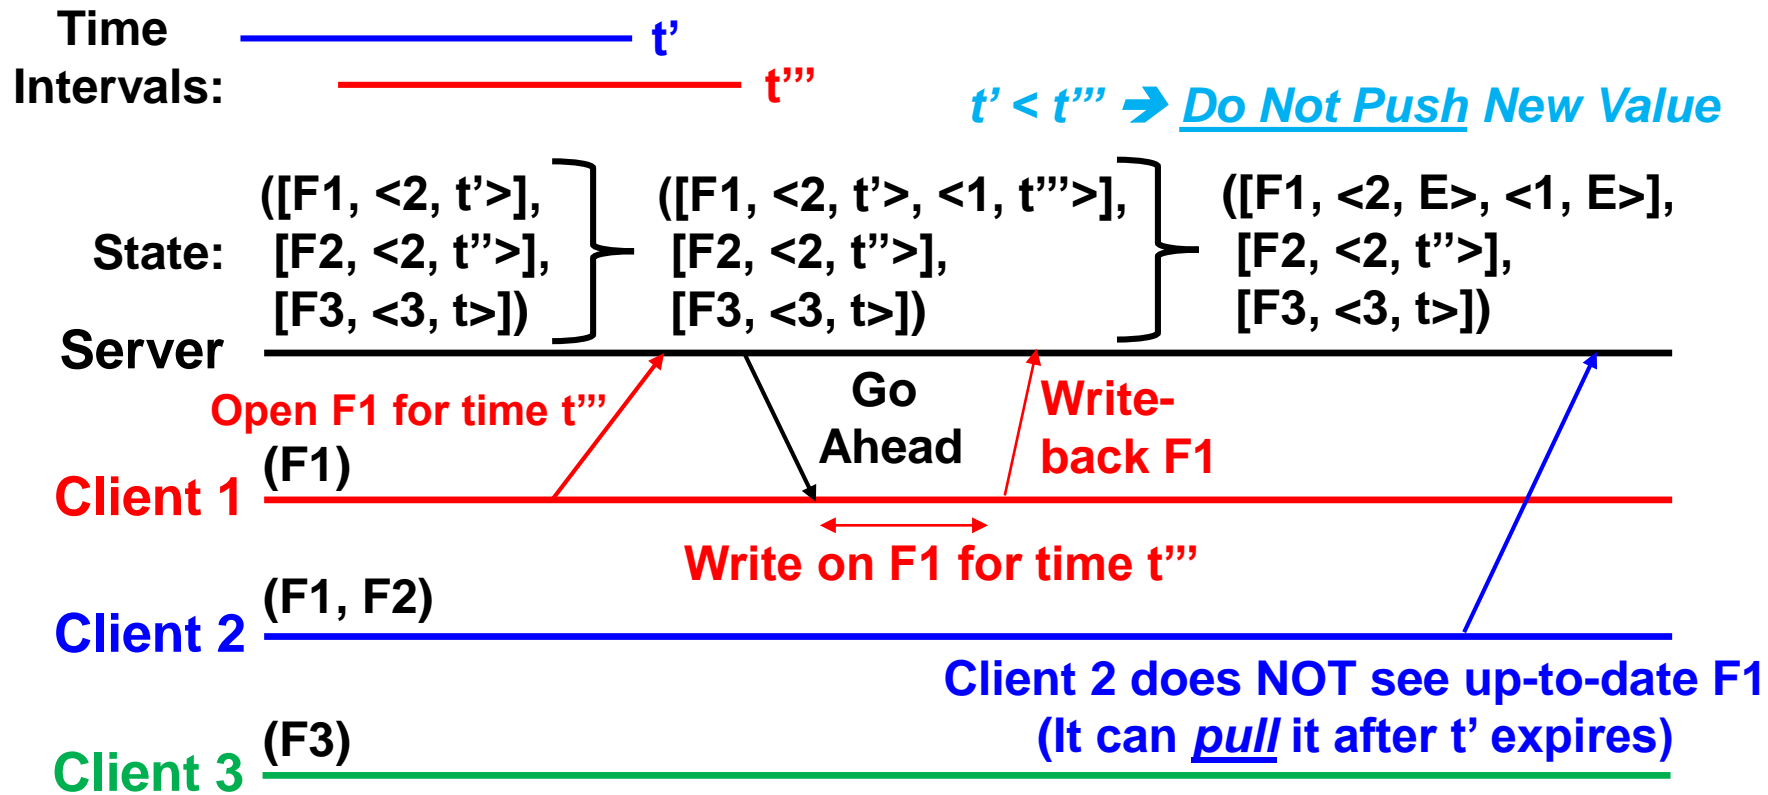 Time
Intervals:
t’
t’’’
t’ < t’’’ ➔ Do Not Push New Value
State:
([F1, <2, t’>],
[F2, <2, t’’>],
[F3, <3, t>])
([F1, <2, t’>, <1, t’’’>],
[F2, <2, t’’>],
[F3, <3, t>])
([F1, <2, E>, <1, E>],
[F2, <2, t’’>],
[F3, <3, t>])
Server
Open F1 for time t’’’
Go
Ahead
Write-
back F1
Client 1
(F1)
Write on F1 for time t’’’
Client 2
(F1, F2)
Client 2 does NOT see up-to-date F1
(It can pull it after t’ expires)
Client 3
(F3)